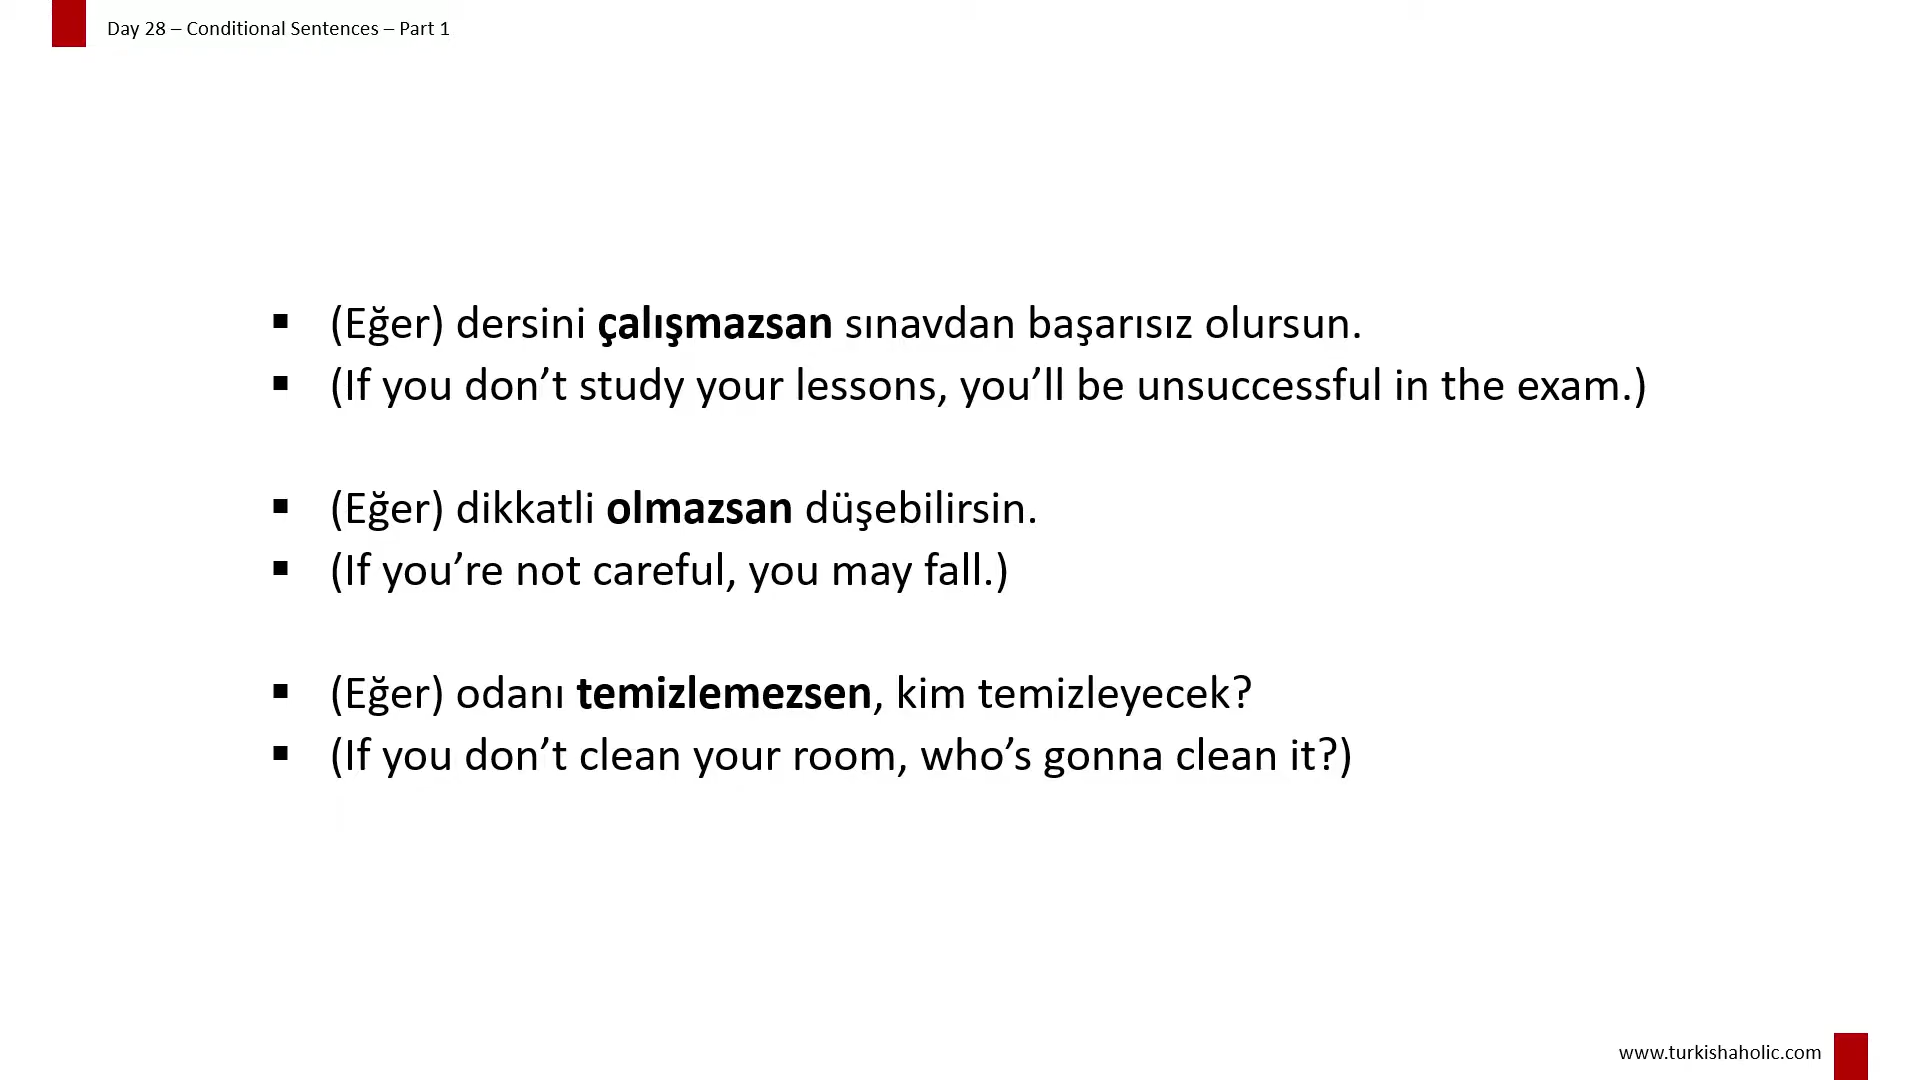 Day 28 – Conditional Sentences – Part 1
▪ (Eğer) dersini çalışmazsan sınavdan başarısız olursun.
▪ (If you don’t study your lessons, you’ll be unsuccessful in the exam.)
▪ (Eğer) dikkatli olmazsan düşebilirsin.
▪ (If you’re not careful, you may fall.)
▪ (Eğer) odanı temizlemezsen, kim temizleyecek?
▪ (If you don’t clean your room, who’s gonna clean it?)
www.turkishaholic.com